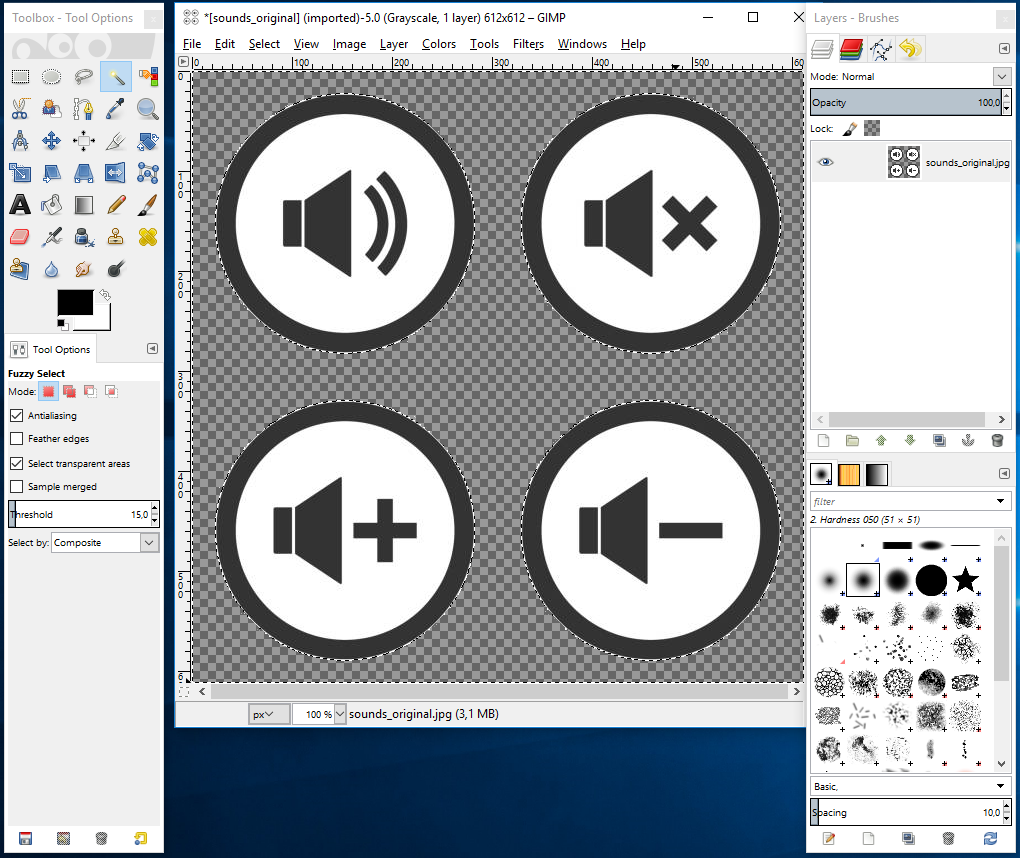 Toolbox - Tool Options
Tool Options
Fuzzy Select
Mode:
Antialiasing
Feather edges
Select transparent areas
Sample merged
Threshold 15,0
Select by: Composite
*[sounds_original] (imported)-5.0 (Grayscale, 1 layer) 612x612 – GIMP
File Edit Select View Image Layer Colors Tools Filters Windows Help
0 100 200 300 400 500 600
0
100
200
300
400
500
6
px 100 % sounds_original.jpg (3,1 MB)
Layers - Brushes
Mode: Normal
Opacity 100,0
Lock:
sounds_original.jpg
filter
2. Hardness 050 (51 × 51)
Basic,
Spacing 10,0